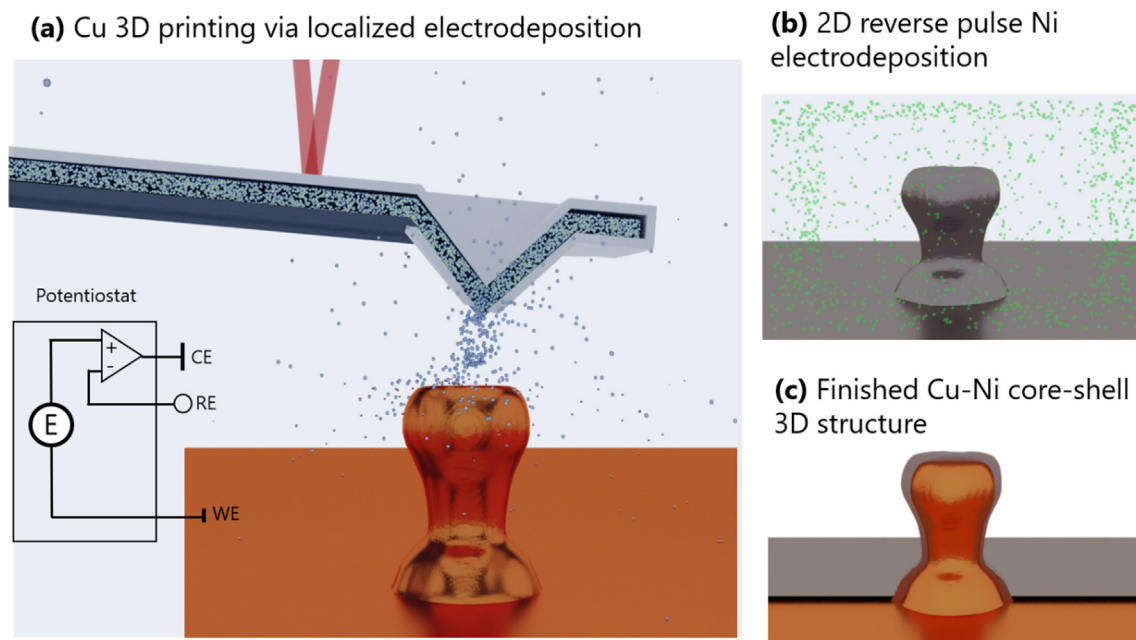 (a) Cu 3D printing via localized electrodeposition
Potentiostat
+
-
CE
RE
E
WE
(b) 2D reverse pulse Ni
electrodeposition
(c) Finished Cu-Ni core-shell
3D structure